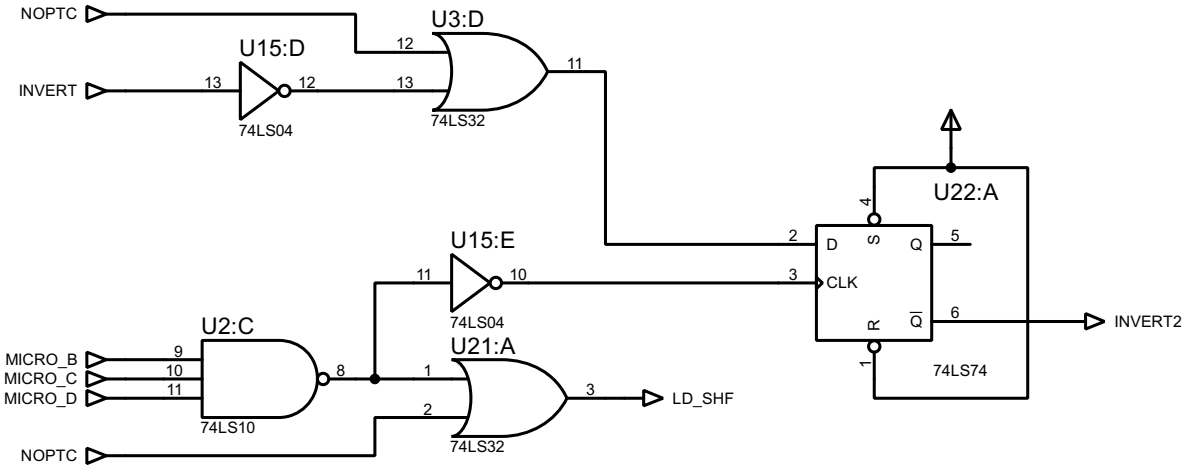 NOPTC
U3:D
12
U15:D
11
INVERT
13
12
13
74LS04
74LS32
U22:A
4
U15:E
2
D
S
Q
5
11
10
3
CLK
74LS04
U2:C
R
Q
6
INVERT2
MICRO_B
9
U21:A
1
74LS74
MICRO_C
10
8
1
MICRO_D
11
3
LD_SHF
2
74LS10
74LS32
NOPTC